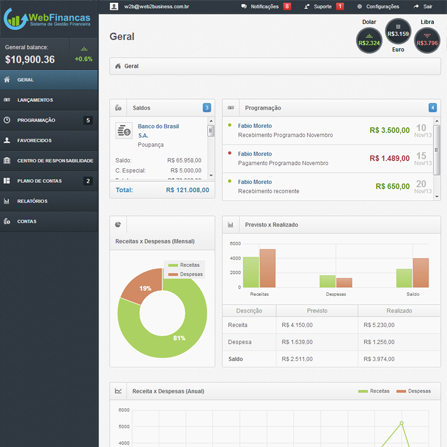 WebFinancas
Sistema de Gestão Financeira
w2b@web2business.com.br
Notificações 8
Suporte 1
Configurações
Sair
General balance:
$10,900.36
+0.6%
Geral
Dolar
R$2.324
R$3.159
Euro
Libra
R$3.796
GERAL
LANÇAMENTOS
PROGRAMAÇÃO 5
FAVORECIDOS
CENTRO DE RESPONSABILIDADE
PLANO DE CONTAS 2
RELATÓRIOS
CONTAS
Geral
Saldos 3
Banco do Brasil
S.A.
Poupança
Saldo R$ 65.958,00
C. Especial: R$ 5.000,00
Total: R$ 121.008,00
Programação 4
Fabio Moreto
Pagamento Programado Novembro
R$ 3.500,00
10
Nov/13
Fabio Moreto
Pagamento Programado Novembro
R$ 1.489,00
15
Nov/13
Fabio Moreto
Recebimento recorrente
R$ 650,00
20
Nov/13
Receitas x Despesas (Mensal)
Receitas
Despesas
19%
81%
Previsto x Realizado
6000
4000
2000
0
Receitas Despesas Saldo
Descrição Previsto Realizado
Receita R$ 4.150,00 R$ 5.230,00
Despesa R$ 1.639,00 R$ 1.256,00
Saldo R$ 2.511,00 R$ 3.974,00
Receita x Despesas (Anual)
Receitas Despesas
6000
5000
4000